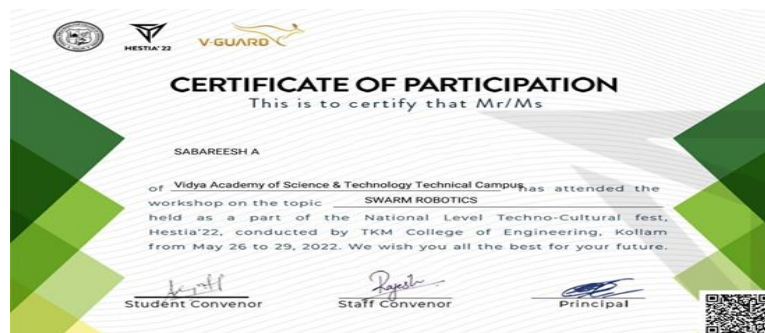 HESTIA' 22
V-GUARD
CERTIFICATE OF PARTICIPATION
This is to certify that Mr/Ms
SABAREESH A
of Vidya Academy of Science & Technology Technical Campus has attended the
workshop on the topic SWARM ROBOTICS
held as a part of the National Level Techno-Cultural fest,
Hestia'22, conducted by TKM College of Engineering, Kollam
from May 26 to 29, 2022. We wish you all the best for your future.
Rajesh
Student Convenor Staff Convenor Principal